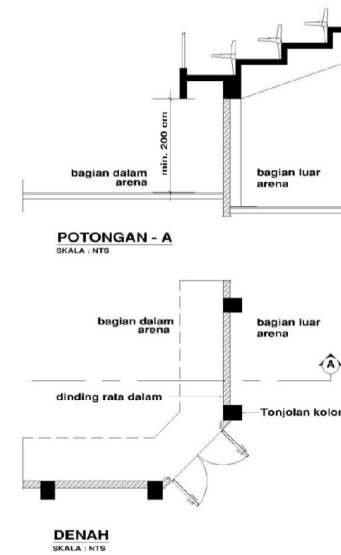 min. 200 cm
bagian dalam
arena
bagian luar
arena
POTONGAN - A
SKALA : NTS
bagian dalam
arena
bagian luar
arena
A
dinding rata dalam
Tonjolan kolor
DENAH
SKALA : NTS